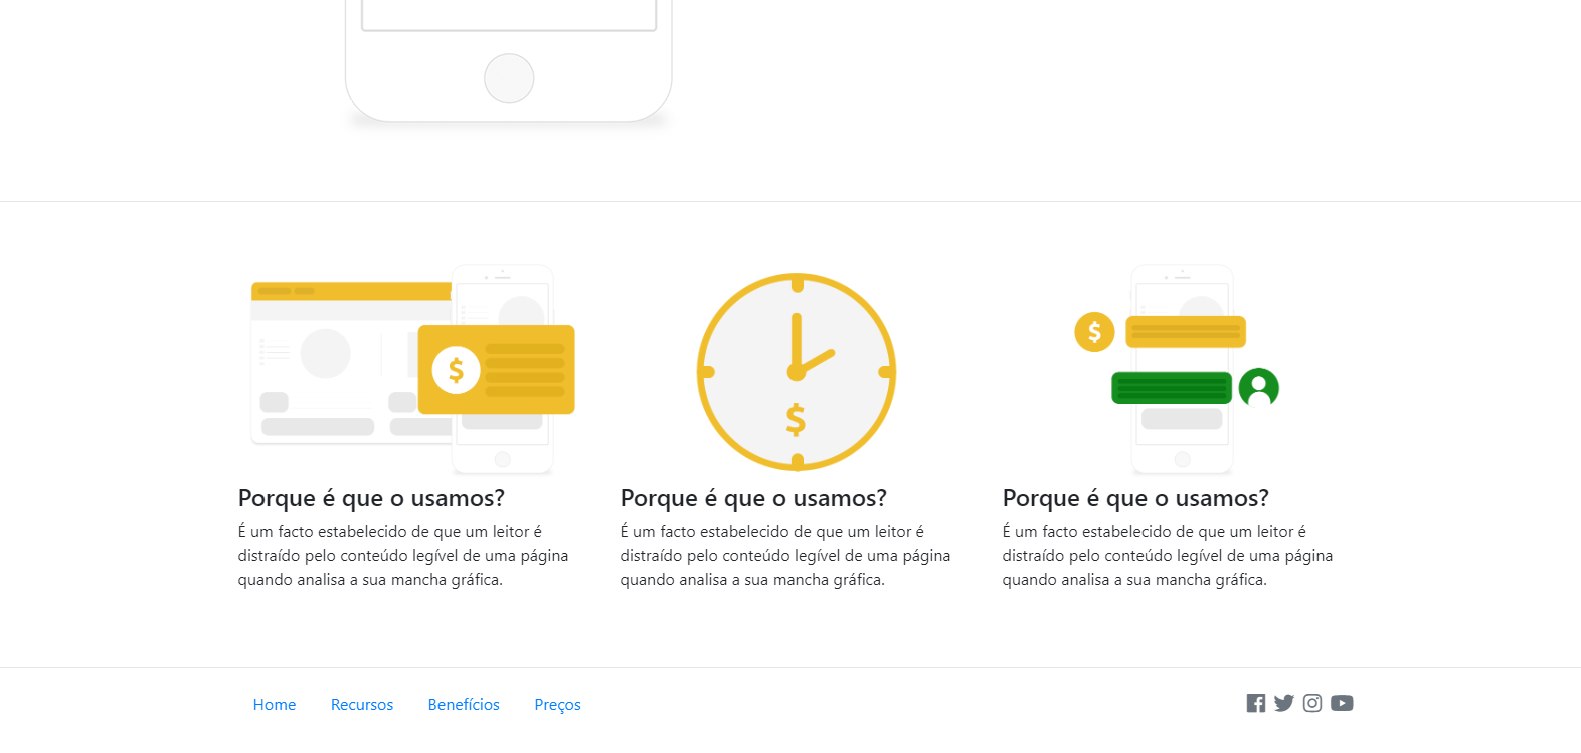 $
$
$
Porque é que o usamos?
É um facto estabelecido de que um leitor é
distraído pelo conteúdo legível de uma página
quando analisa a sua mancha gráfica.
Porque é que o usamos?
É um facto estabelecido de que um leitor é
distraído pelo conteúdo legível de uma página
quando analisa a sua mancha gráfica.
Porque é que o usamos?
É um facto estabelecido de que um leitor é
distraído pelo conteúdo legível de uma página
quando analisa a sua mancha gráfica.
Home Recursos Benefícios Preços